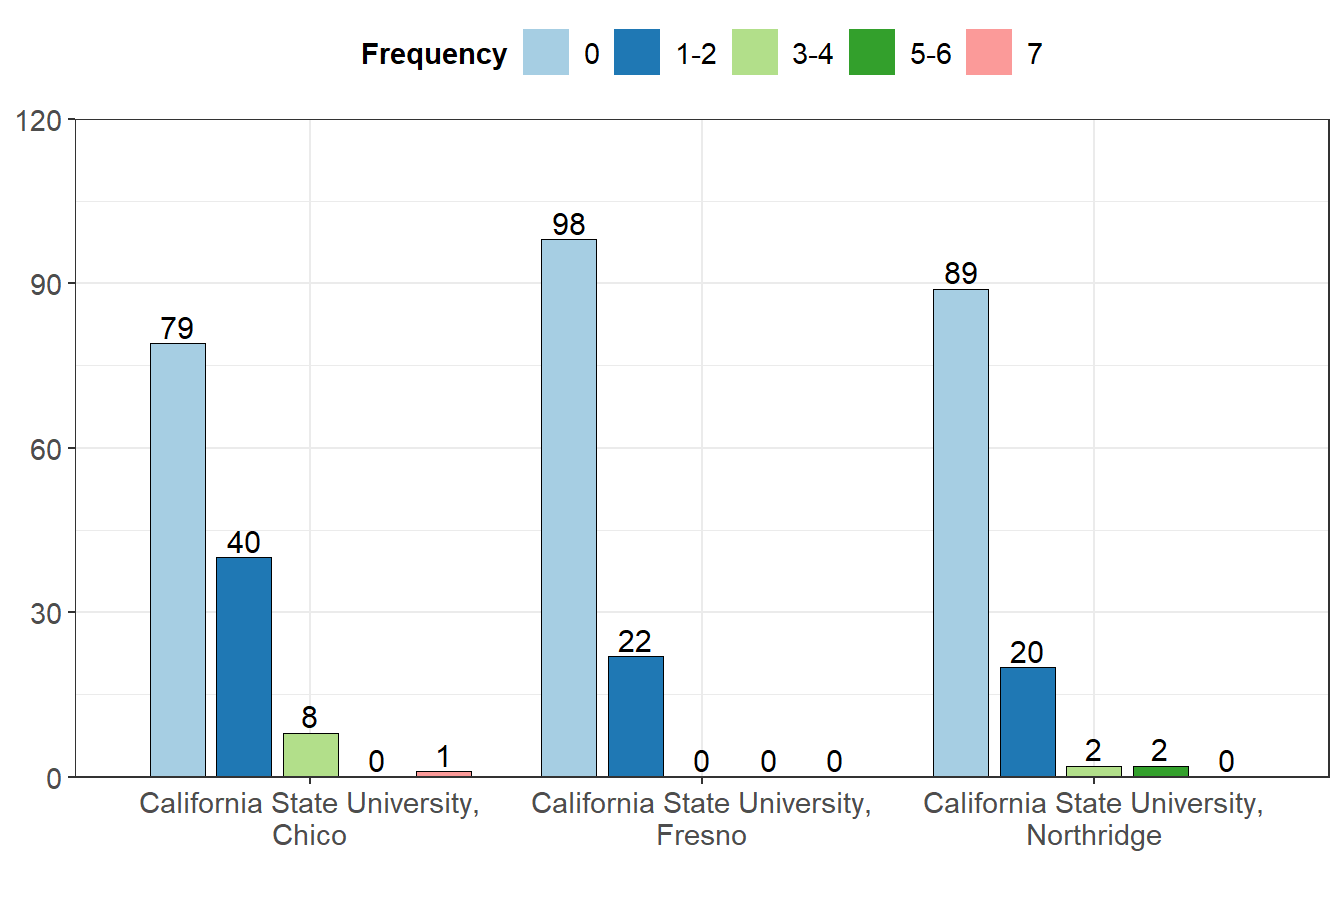 Frequency 0 1-2 3-4 5-6 7
120
90
60
30
0
79
40
8
0
1
98
22
0
0
0
89
20
2
2
0
California State University,
Chico
California State University,
Fresno
California State University,
Northridge